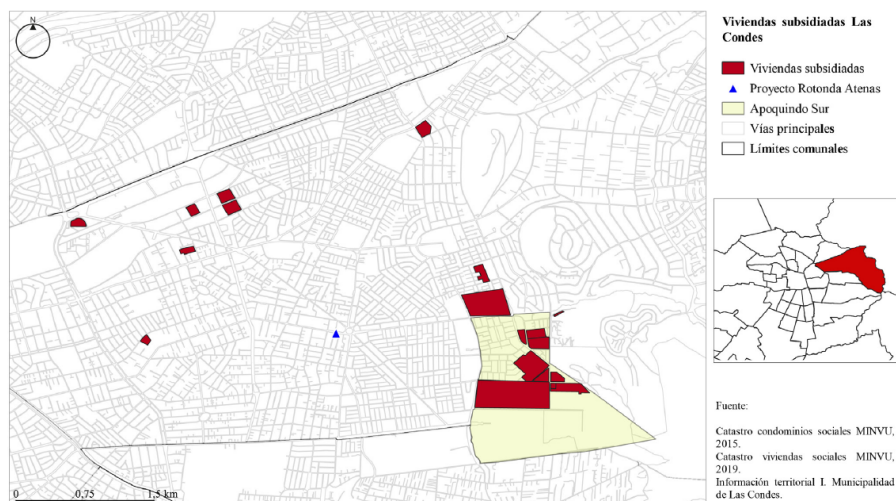 N
Viviendas subsidiadas Las
Condes
Viviendas subsidiadas
Proyecto Rotonda Atenas
Apoquindo Sur
Vías principales
Límites comunales
Fuente:
Catastro condominios sociales MINVU,
2015.
Catastro viviendas sociales MINVU,
2019.
Información territorial I. Municipalidad
de Las Condes.
0 0,75 1,5 km